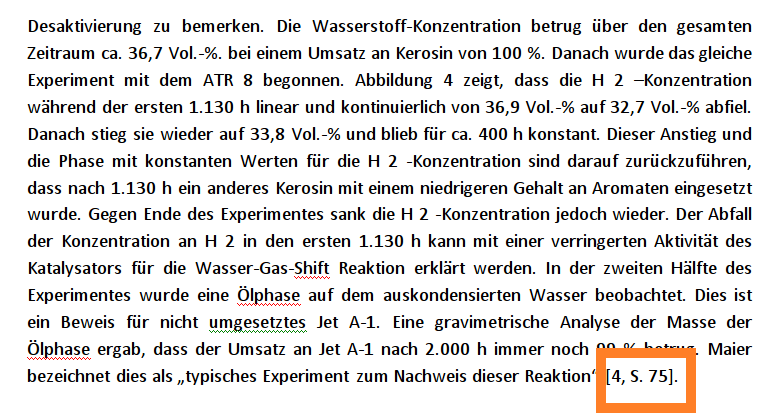 Desaktivierung zu bemerken. Die Wasserstoff-Konzentration betrug über den gesamten
Zeitraum ca. 36,7 Vol.-%. bei einem Umsatz an Kerosin von 100 %. Danach wurde das gleiche
Experiment mit dem ATR 8 begonnen. Abbildung 4 zeigt, dass die H 2 –Konzentration
während der ersten 1.130 h linear und kontinuierlich von 36,9 Vol.-% auf 32,7 Vol.-% abfiel.
Danach stieg sie wieder auf 33,8 Vol.-% und blieb für ca. 400 h konstant. Dieser Anstieg und
die Phase mit konstanten Werten für die H 2 -Konzentration sind darauf zurückzuführen,
dass nach 1.130 h ein anderes Kerosin mit einem niedrigeren Gehalt an Aromaten eingesetzt
wurde. Gegen Ende des Experimentes sank die H 2 -Konzentration jedoch wieder. Der Abfall
der Konzentration an H 2 in den ersten 1.130 h kann mit einer verringerten Aktivität des
Katalysators für die Wasser-Gas-Shift Reaktion erklärt werden. In der zweiten Hälfte des
Experimentes wurde eine Ölphase auf dem auskondensierten Wasser beobachtet. Dies ist
ein Beweis für nicht umgesetztes Jet A-1. Eine gravimetrische Analyse der Masse der
Ölphase ergab, dass der Umsatz an Jet A-1 nach 2.000 h immer noch 99 % betrug. Maier
bezeichnet dies als „typisches Experiment zum Nachweis dieser Reaktion“ [4, S. 75].